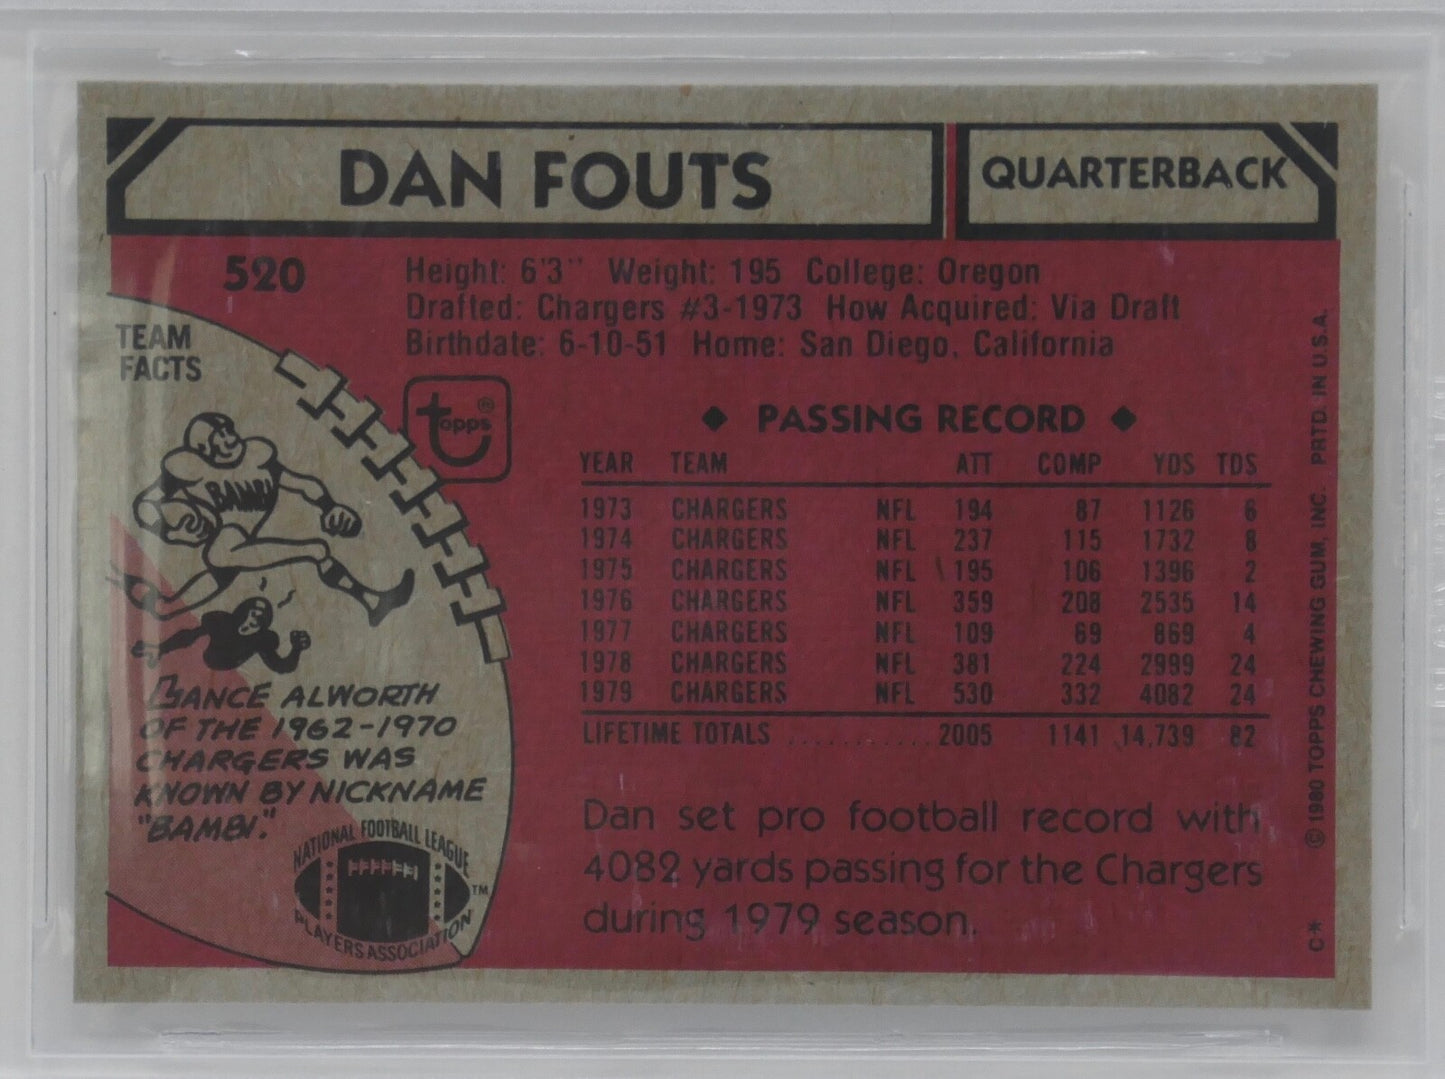 DAN FOUTS
QUARTERBACK
520
Height: 6'3" Weight: 195 College: Oregon
Drafted: Chargers #3-1973 How Acquired: Via Draft
Birthdate: 6-10-51 Home: San Diego, California
TEAM
FACTS
BAMBI
topps®
◆ PASSING RECORD ◆
YEAR TEAM ATT COMP YDS TDS
1973 CHARGERS NFL 194 87 1126 6
1974 CHARGERS NFL 237 115 1732 8
1975 CHARGERS NFL 195 106 1396 2
1976 CHARGERS NFL 359 208 2535 14
1977 CHARGERS NFL 109 69 869 4
1978 CHARGERS NFL 381 224 2999 24
1979 CHARGERS NFL 530 332 4082 24
LIFETIME TOTALS ........... 2005 1141 14,739 82
LANCE ALWORTH
OF THE 1962-1970
CHARGERS WAS
KNOWN BY NICKNAME
"BAMBI."
NATIONAL FOOTBALL LEAGUE
PLAYERS ASSOCIATION
TM
Dan set pro football record with
4082 yards passing for the Chargers
during 1979 season.
C* © 1980 TOPPS CHEWING GUM, INC. PRTD. IN U.S.A.